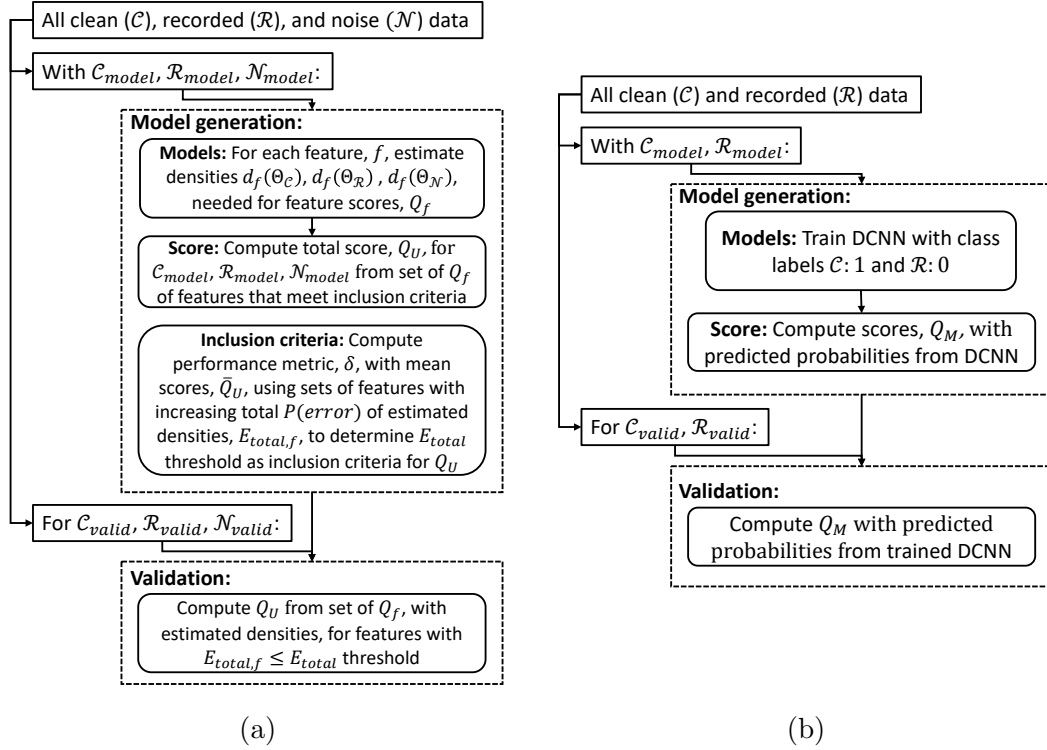 All clean (𝒞), recorded (ℛ), and noise (𝒩) data
With 𝒞_model, ℛ_model, 𝒩_model:
Model generation:
Models: For each feature, f, estimate
densities d_f(Θ_𝒞), d_f(Θ_ℛ) , d_f(Θ_𝒩),
needed for feature scores, Q_f
Score: Compute total score, Q_U, for
𝒞_model, ℛ_model, 𝒩_model from set of Q_f
of features that meet inclusion criteria
Inclusion criteria: Compute
performance metric, δ, with mean
scores, Q̄_U, using sets of features with
increasing total P(error) of estimated
densities, E_total,f, to determine E_total
threshold as inclusion criteria for Q_U
For 𝒞_valid, ℛ_valid, 𝒩_valid:
Validation:
Compute Q_U from set of Q_f, with
estimated densities, for features with
E_total,f ≤ E_total threshold
(a)
All clean (𝒞) and recorded (ℛ) data
With 𝒞_model, ℛ_model:
Model generation:
Models: Train DCNN with class
labels 𝒞: 1 and ℛ: 0
Score: Compute scores, Q_M, with
predicted probabilities from DCNN
For 𝒞_valid, ℛ_valid:
Validation:
Compute Q_M with predicted
probabilities from trained DCNN
(b)